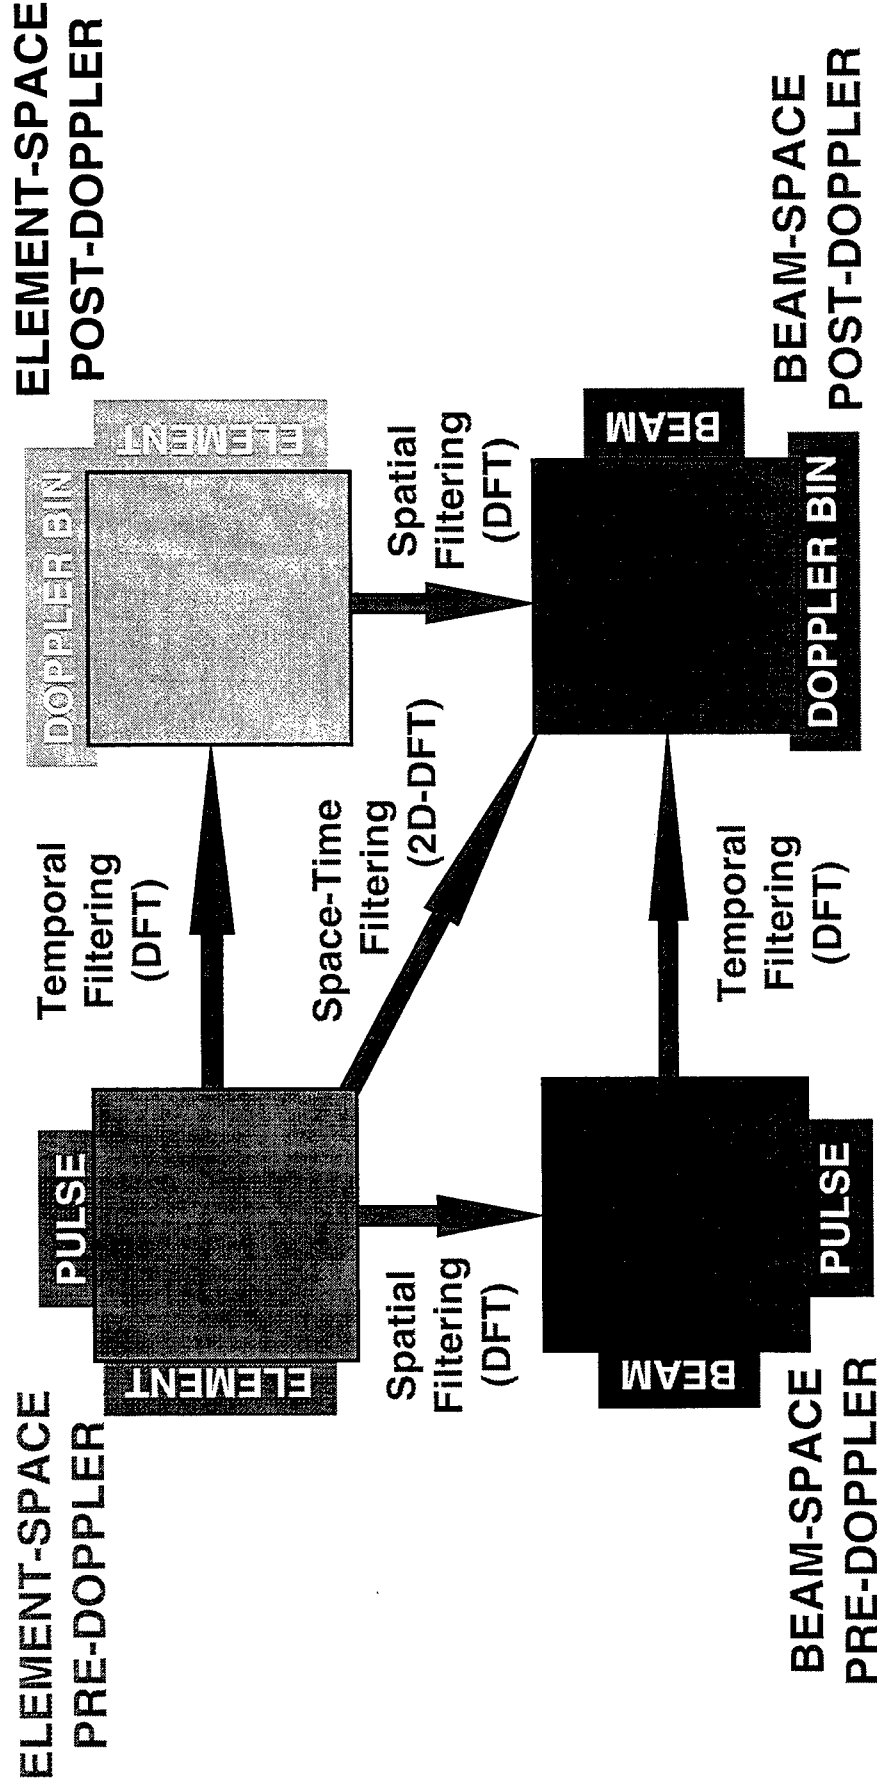 ELEMENT-SPACE
PRE-DOPPLER
PULSE
ELEMENT
Temporal
Filtering
(DFT)
ELEMENT-SPACE
POST-DOPPLER
DOPPLER BIN
ELEMENT
Spatial
Filtering
(DFT)
Space-Time
Filtering
(2D-DFT)
Spatial
Filtering
(DFT)
BEAM-SPACE
PRE-DOPPLER
BEAM
PULSE
Temporal
Filtering
(DFT)
BEAM
DOPPLER BIN
BEAM-SPACE
POST-DOPPLER